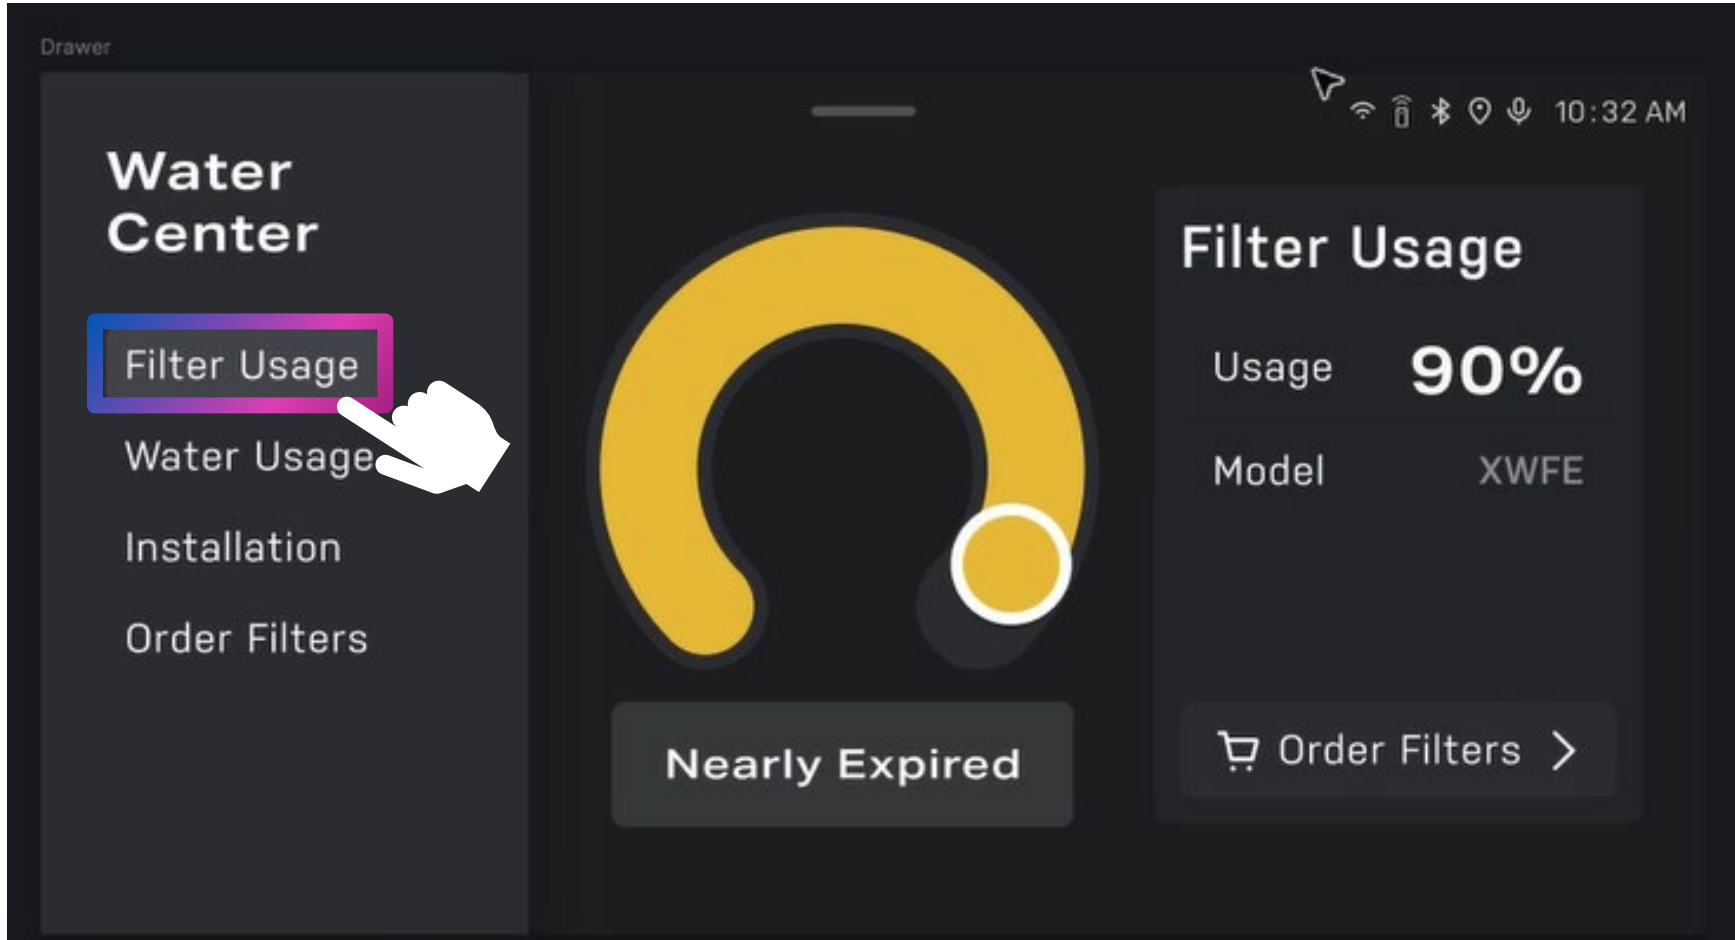 Drawer
Water
Center
Filter Usage
Water Usage
Installation
Order Filters
10:32 AM
Nearly Expired
Filter Usage
Usage 90%
Model XWFE
Order Filters